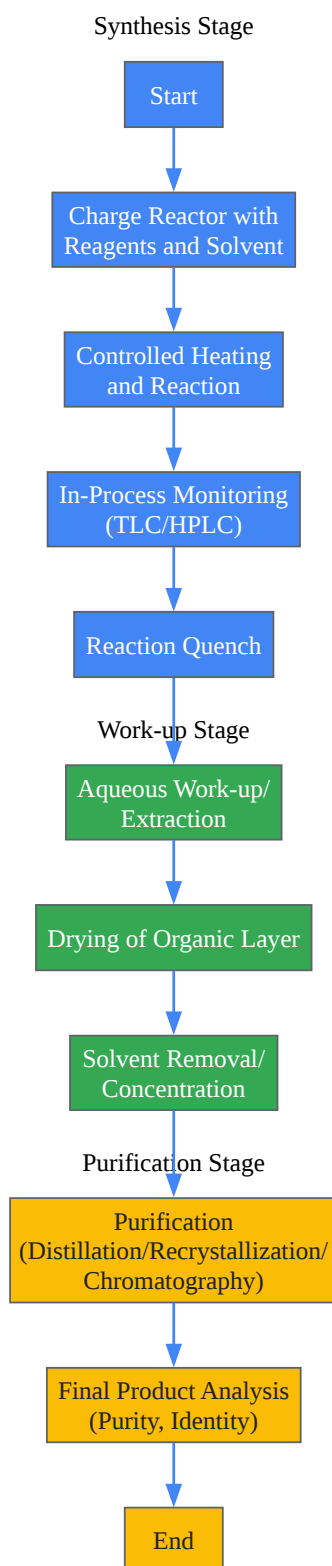 Synthesis Stage
Start
Charge Reactor with
Reagents and Solvent
Controlled Heating
and Reaction
In-Process Monitoring
(TLC/HPLC)
Reaction Quench
Work-up Stage
Aqueous Work-up/
Extraction
Drying of Organic Layer
Solvent Removal/
Concentration
Purification Stage
Purification
(Distillation/Recrystallization/
Chromatography)
Final Product Analysis
(Purity, Identity)
End